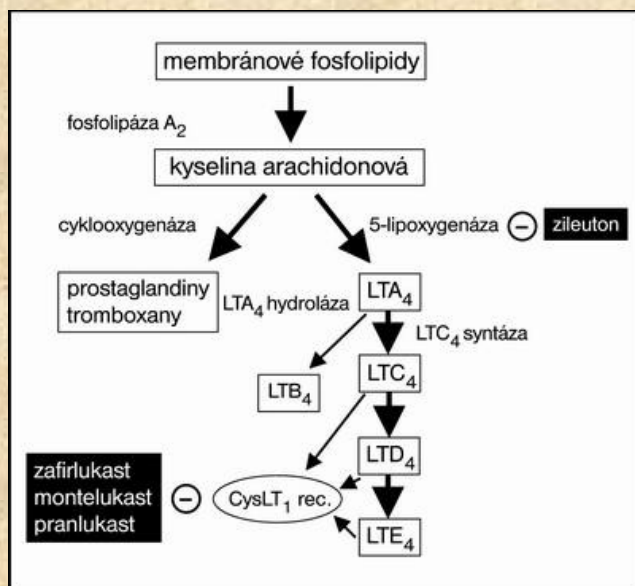 membránové fosfolipidy
fosfolipáza A₂
kyselina arachidonová
cyklooxygenáza
5-lipoxygenáza
−
zileuton
prostaglandiny
tromboxany
LTA₄ hydroláza
LTA₄
LTC₄ syntáza
LTB₄
LTC₄
LTD₄
zafirlukast
montelukast
pranlukast
−
CysLT₁ rec.
LTE₄